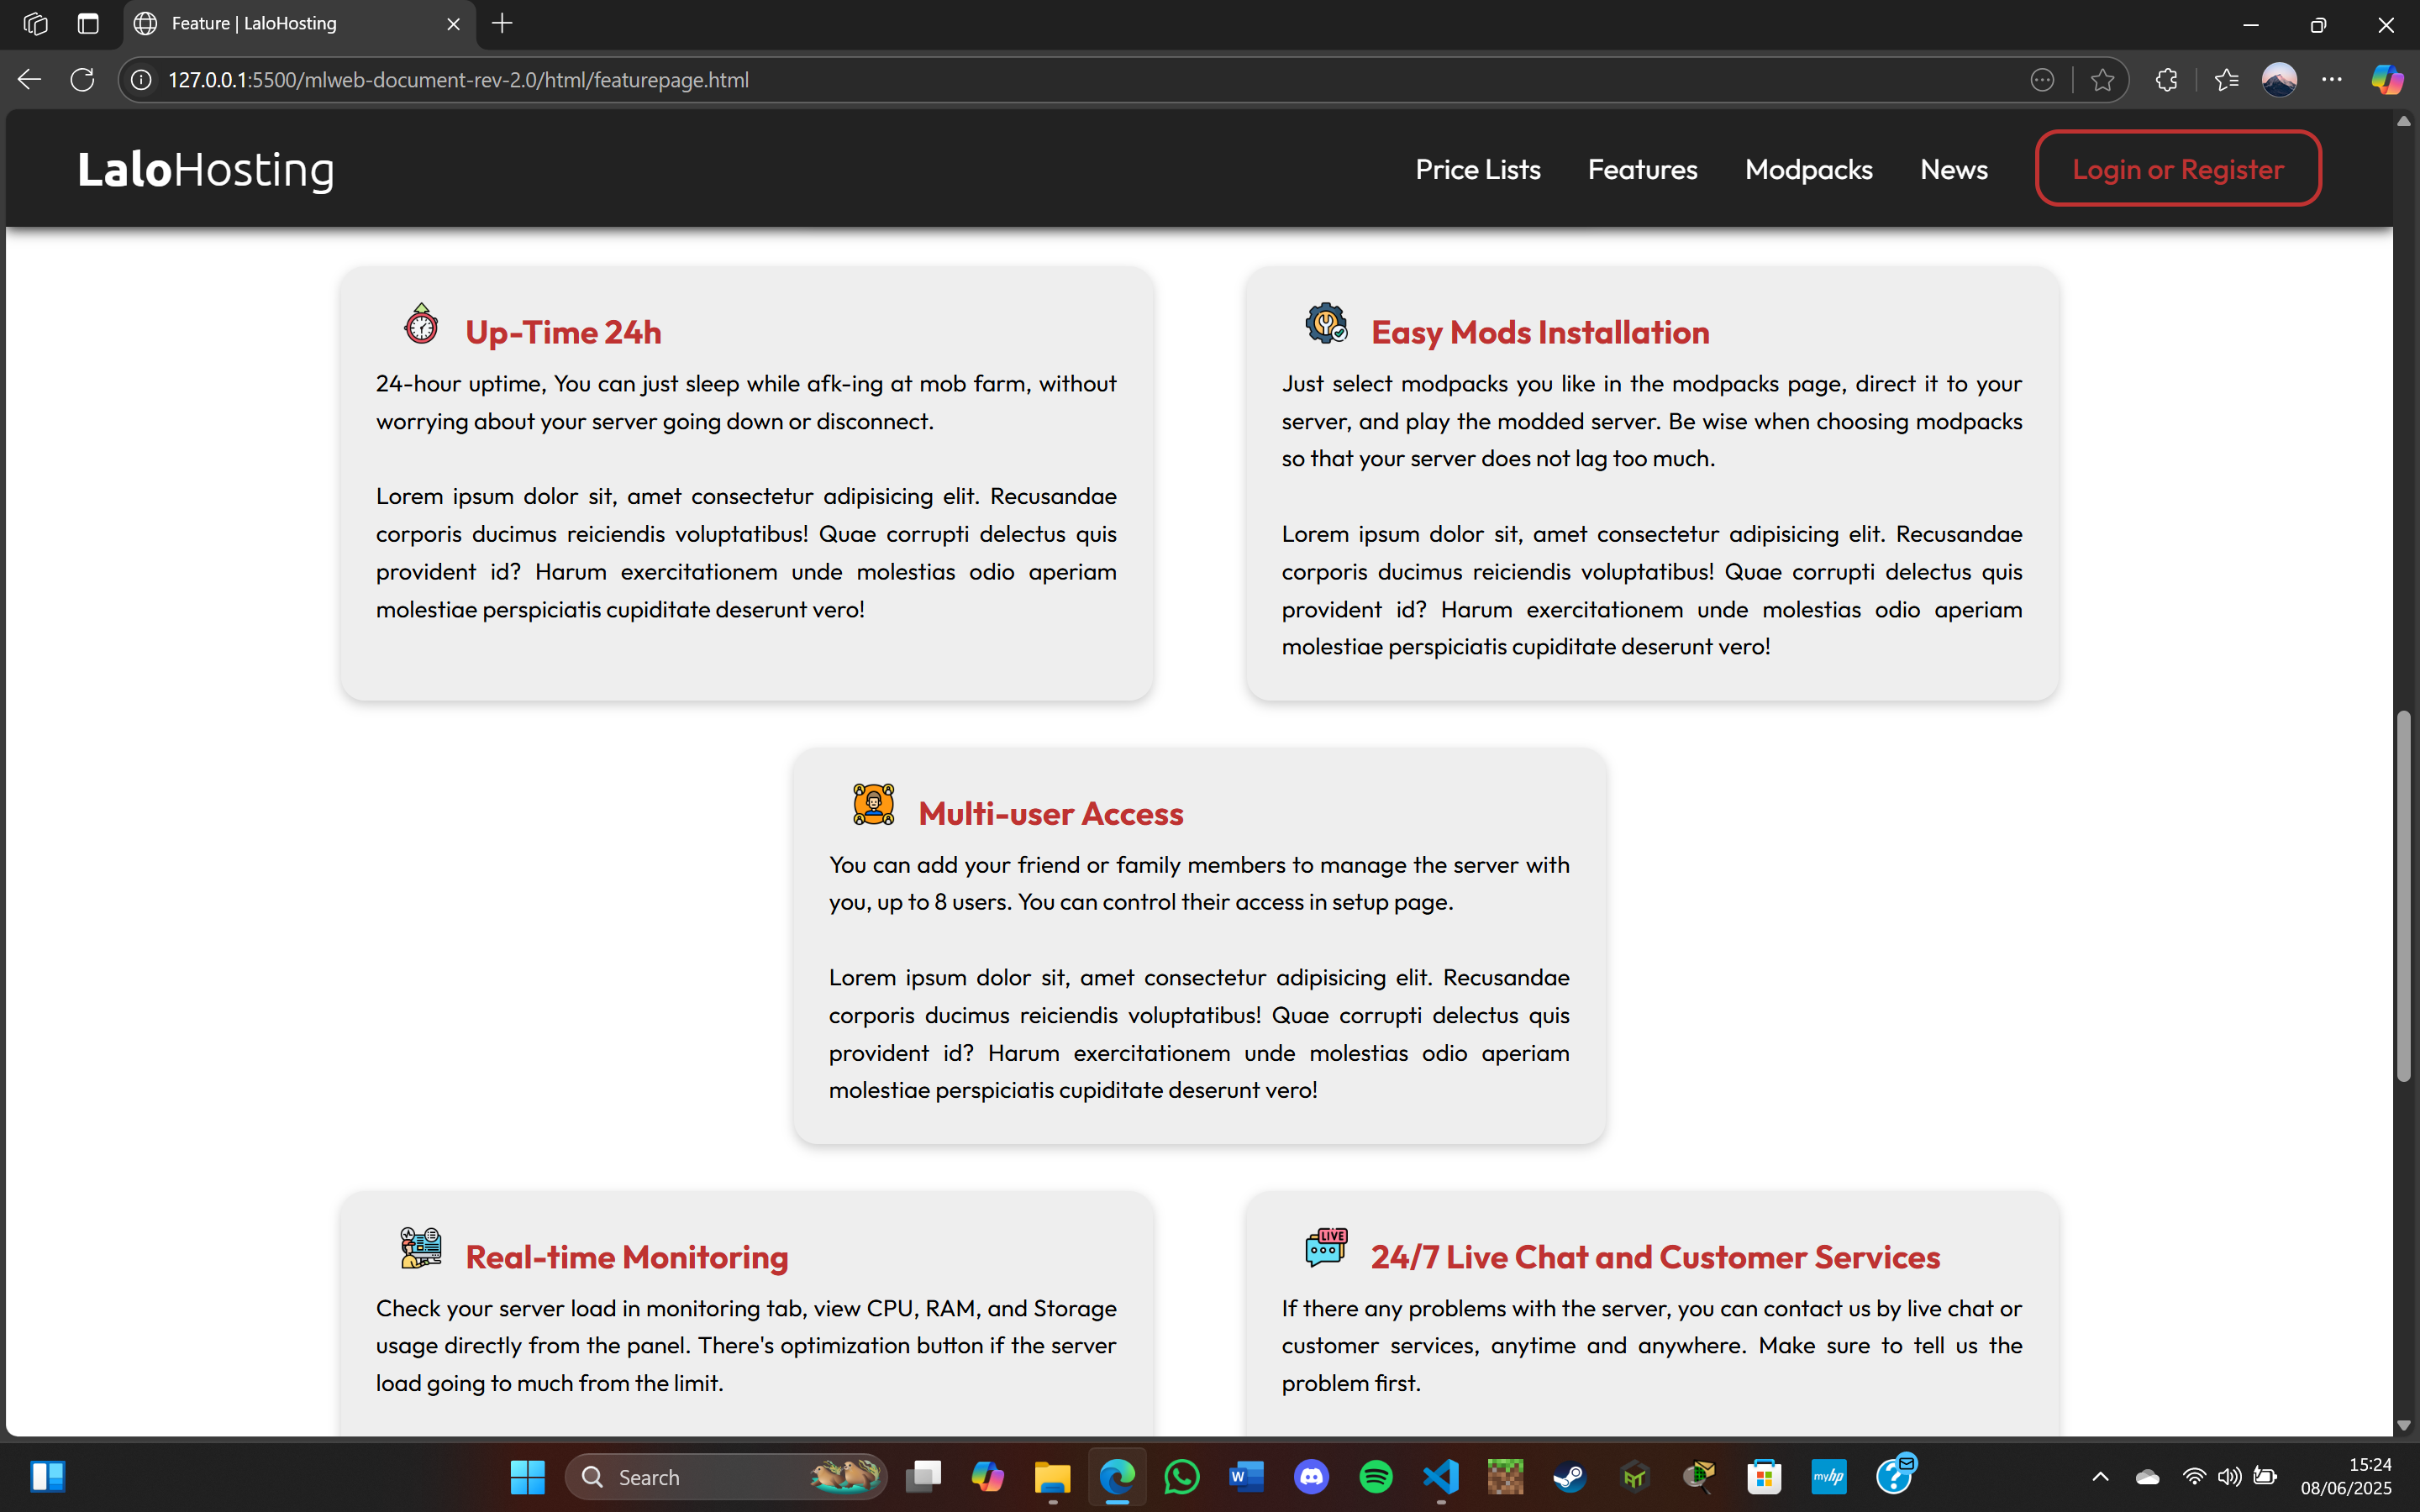 Feature | LaloHosting
127.0.0.1:5500/mlweb-document-rev-2.0/html/featurepage.html
LaloHosting
Price Lists
Features
Modpacks
News
Login or Register
Up-Time 24h
24-hour uptime, You can just sleep while afk-ing at mob farm, without
worrying about your server going down or disconnect.
Lorem ipsum dolor sit, amet consectetur adipisicing elit. Recusandae
corporis ducimus reiciendis voluptatibus! Quae corrupti delectus quis
provident id? Harum exercitationem unde molestias odio aperiam
molestiae perspiciatis cupiditate deserunt vero!
Easy Mods Installation
Just select modpacks you like in the modpacks page, direct it to your
server, and play the modded server. Be wise when choosing modpacks
so that your server does not lag too much.
Lorem ipsum dolor sit, amet consectetur adipisicing elit. Recusandae
corporis ducimus reiciendis voluptatibus! Quae corrupti delectus quis
provident id? Harum exercitationem unde molestias odio aperiam
molestiae perspiciatis cupiditate deserunt vero!
Multi-user Access
You can add your friend or family members to manage the server with
you, up to 8 users. You can control their access in setup page.
Lorem ipsum dolor sit, amet consectetur adipisicing elit. Recusandae
corporis ducimus reiciendis voluptatibus! Quae corrupti delectus quis
provident id? Harum exercitationem unde molestias odio aperiam
molestiae perspiciatis cupiditate deserunt vero!
Real-time Monitoring
Check your server load in monitoring tab, view CPU, RAM, and Storage
usage directly from the panel. There's optimization button if the server
load going to much from the limit.
LIVE
24/7 Live Chat and Customer Services
If there any problems with the server, you can contact us by live chat or
customer services, anytime and anywhere. Make sure to tell us the
problem first.
Search
W
myhp
15:24
08/06/2025